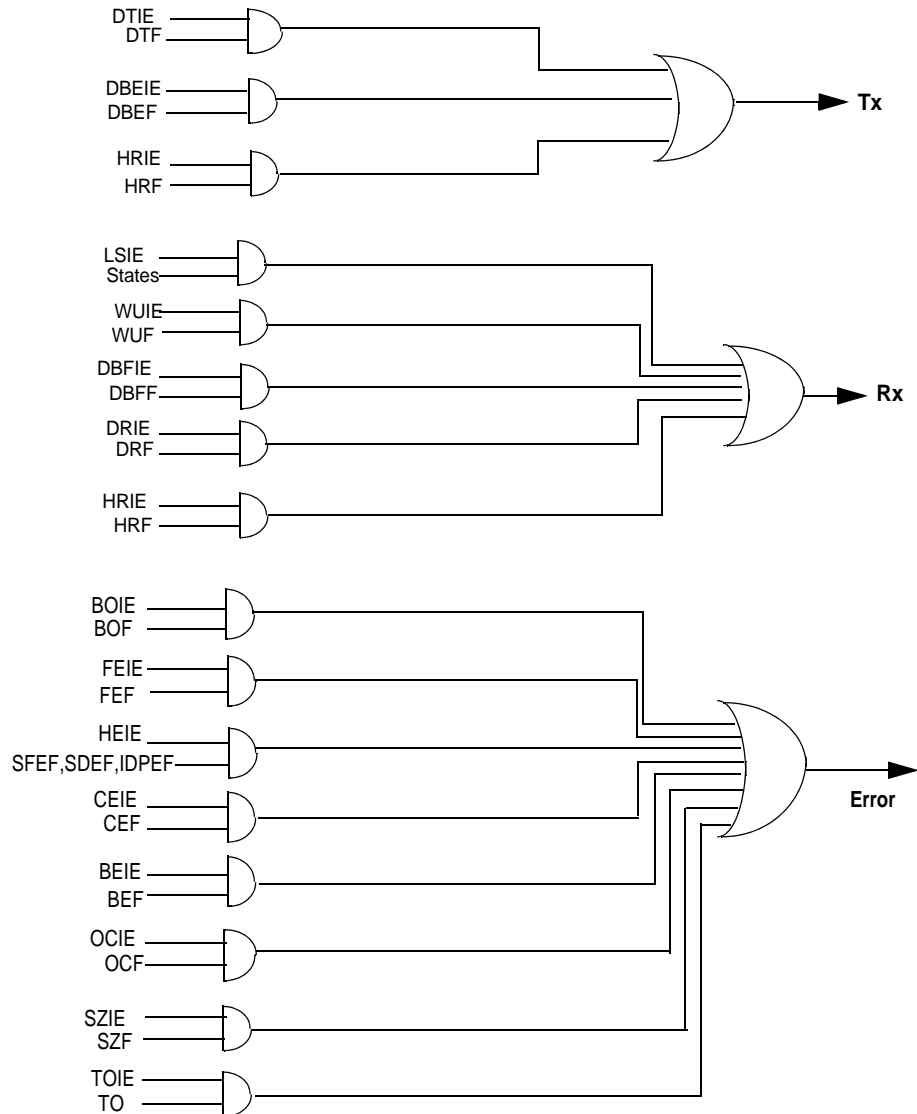 DTIE
DTF
DBEIE
DBEF
Tx
HRIE
HRF
LSIE
States
WUIE
WUF
DBFIE
DBFF
Rx
DRIE
DRF
HRIE
HRF
BOIE
BOF
FEIE
FEF
HEIE
SFEF,SDEF,IDPEF
Error
CEIE
CEF
BEIE
BEF
OCIE
OCF
SZIE
SZF
TOIE
TO